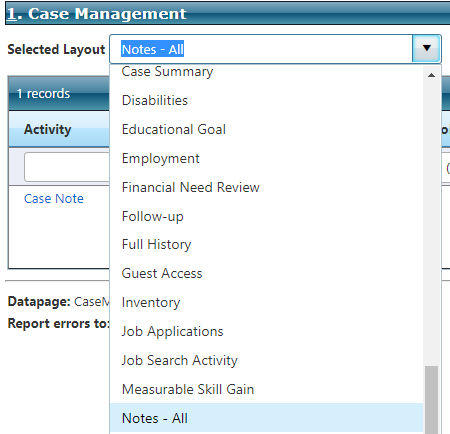 1. Case Management
Selected Layout Notes - All
Case Summary
1 records
Disabilities
Activity
Educational Goal
Employment
Financial Need Review
Case Note
Follow-up
Full History
Guest Access
Datapage: CaseM
Inventory
Report errors to:
Job Applications
Job Search Activity
Measurable Skill Gain
Notes - All